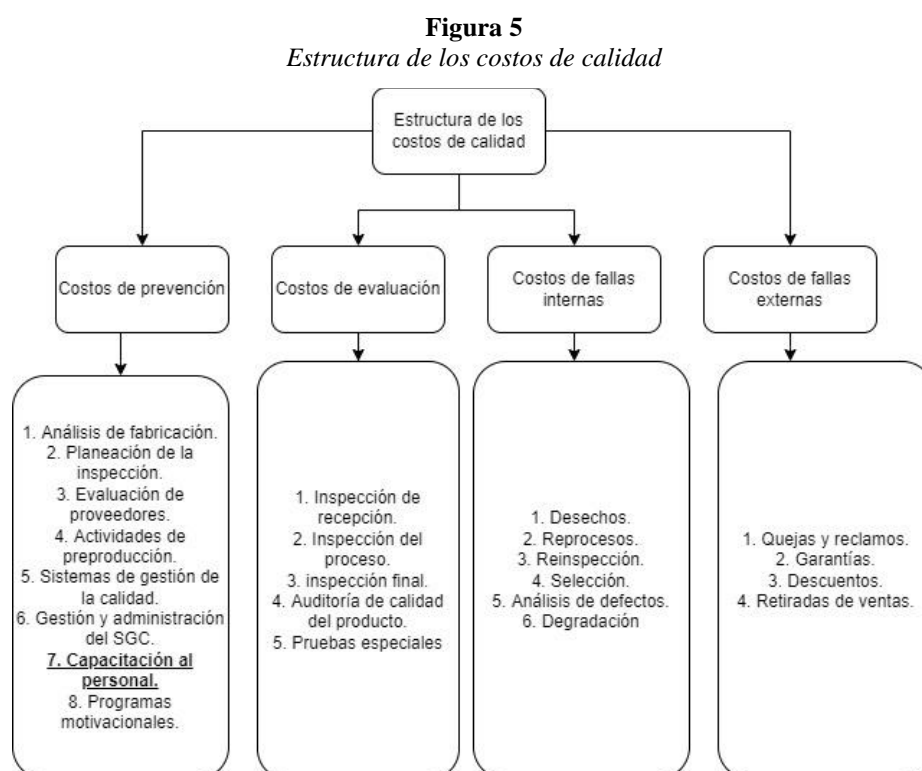 Figura 5
Estructura de los costos de calidad
Estructura de los
costos de calidad
Costos de prevención
Costos de evaluación
Costos de fallas
internas
Costos de fallas
externas
1. Análisis de fabricación.
2. Planeación de la
inspección.
3. Evaluación de
proveedores.
4. Actividades de
preproducción.
5. Sistemas de gestión de
la calidad.
6. Gestión y administración
del SGC.
7. Capacitación al
personal.
8. Programas
motivacionales.
1. Inspección de
recepción.
2. Inspección del
proceso.
3. inspección final.
4. Auditoría de calidad
del producto.
5. Pruebas especiales
1. Desechos.
2. Reprocesos.
3. Reinspección.
4. Selección.
5. Análisis de defectos.
6. Degradación
1. Quejas y reclamos.
2. Garantías.
3. Descuentos.
4. Retiradas de ventas.